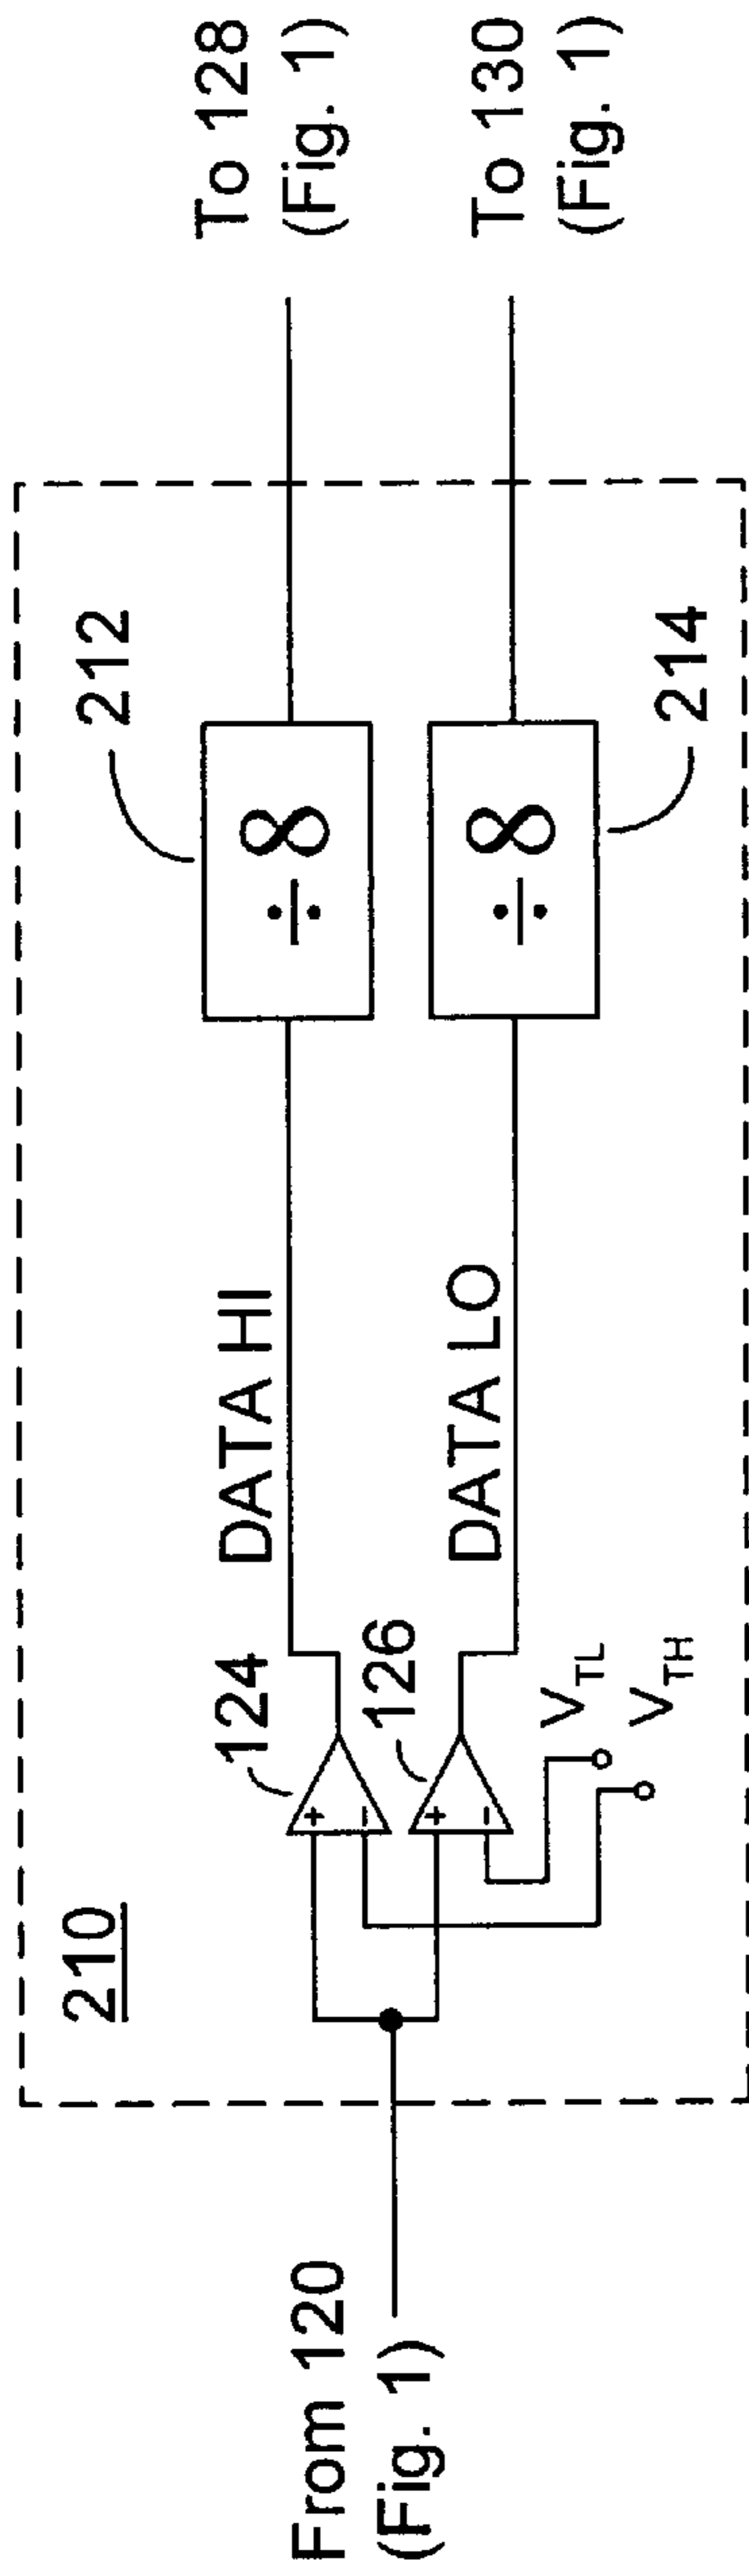 210
From 120
(Fig. 1)
124
+
−
126
+
−
V_TL
V_TH
DATA HI
DATA LO
212
÷ 8
÷ 8
214
To 128
(Fig. 1)
To 130
(Fig. 1)